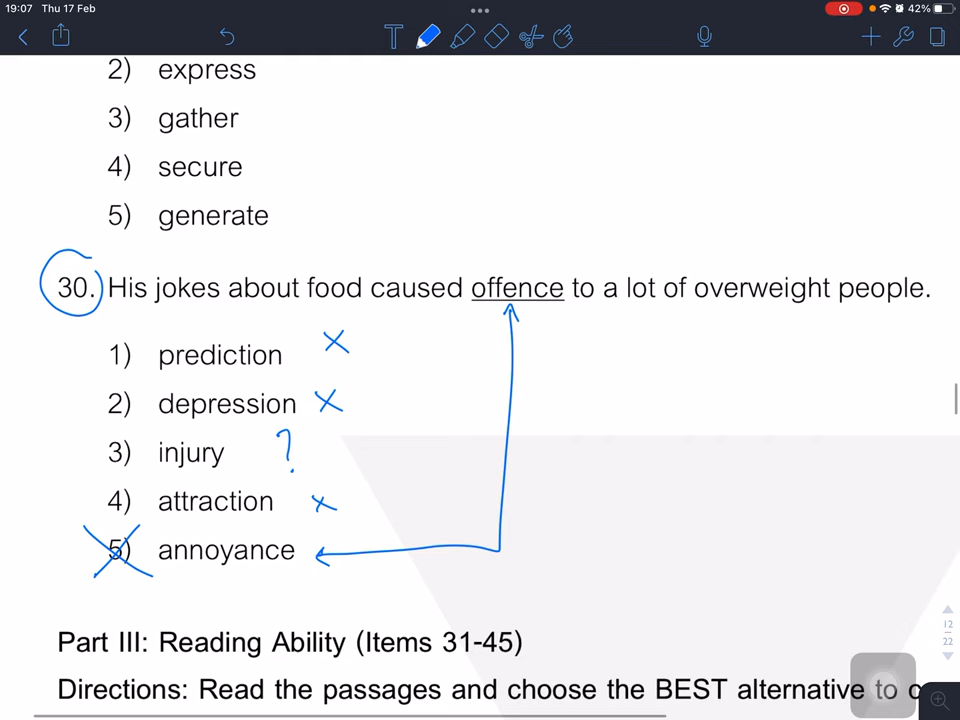 19:07 Thu 17 Feb
42%
T
2) express
3) gather
4) secure
5) generate
30. His jokes about food caused offence to a lot of overweight people.
1) prediction ×
2) depression ×
3) injury ?
4) attraction ×
5) annoyance
Part III: Reading Ability (Items 31-45)
Directions: Read the passages and choose the BEST alternative to c
12
22